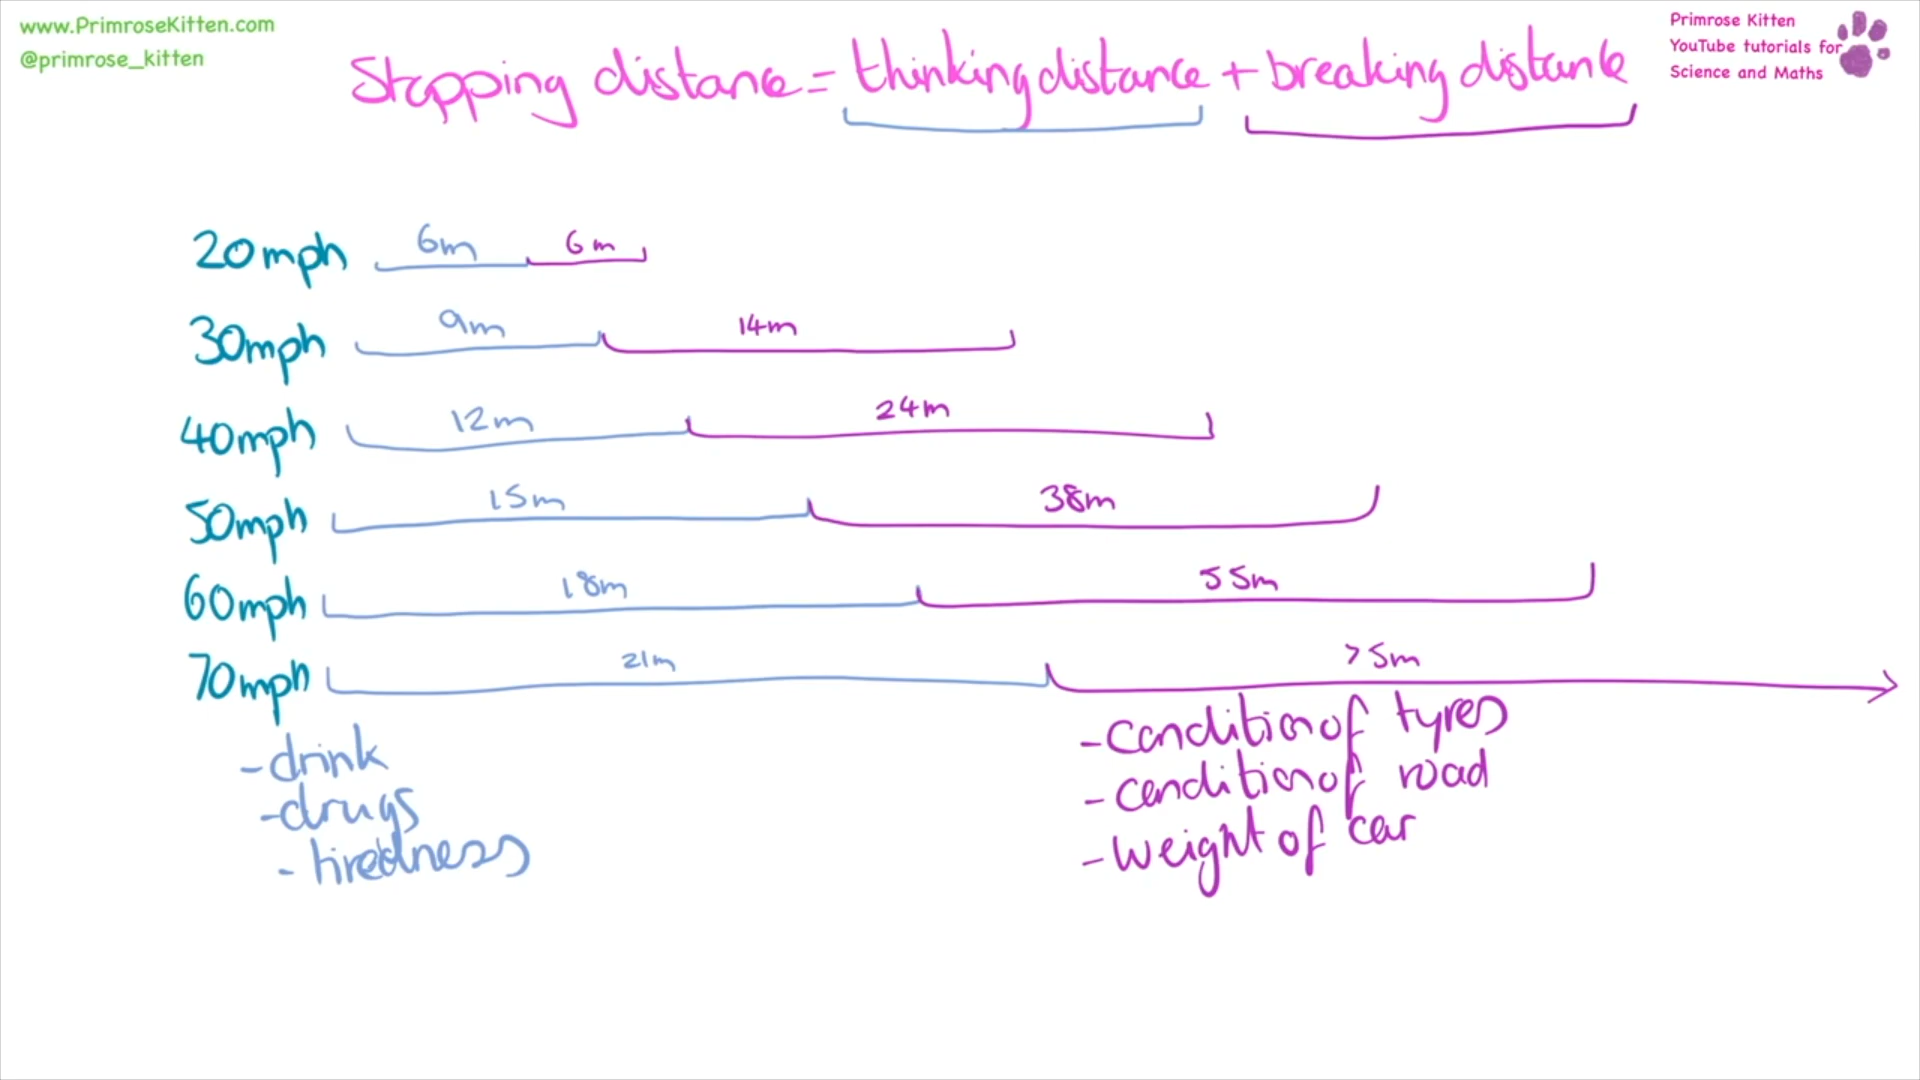 www.PrimroseKitten.com
@primrose_kitten
Primrose Kitten
YouTube tutorials for
Science and Maths
Stopping distance = thinking distance + breaking distance
20mph 6m 6m
30mph 9m 14m
40mph 12m 24m
50mph 15m 38m
60mph 18m 55m
70mph 21m 75m
- drink
- drugs
- tiredness
- condition of tyres
- condition of road
- weight of car